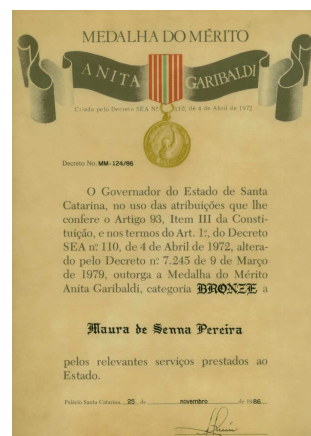 MEDALHA DO MÉRITO
ANITA GARIBALDI
Criada pelo Decreto SEA Nº 110, de 4 de Abril de 1972
Decreto No. MM-124/86
O Governador do Estado de Santa
Catarina, no uso das atribuições que lhe
confere o Artigo 93, Item III da Consti-
tuição, e nos termos do Art. 1º, do Decreto
SEA nº 110, de 4 de Abril de 1972, altera-
do pelo Decreto nº 7.245 de 9 de Março
de 1979, outorga a Medalha do Mérito
Anita Garibaldi, categoria BRONZE a
Maura de Senna Pereira
pelos relevantes serviços prestados ao
Estado.
Palácio Santa Catarina 25 de novembro de 1986